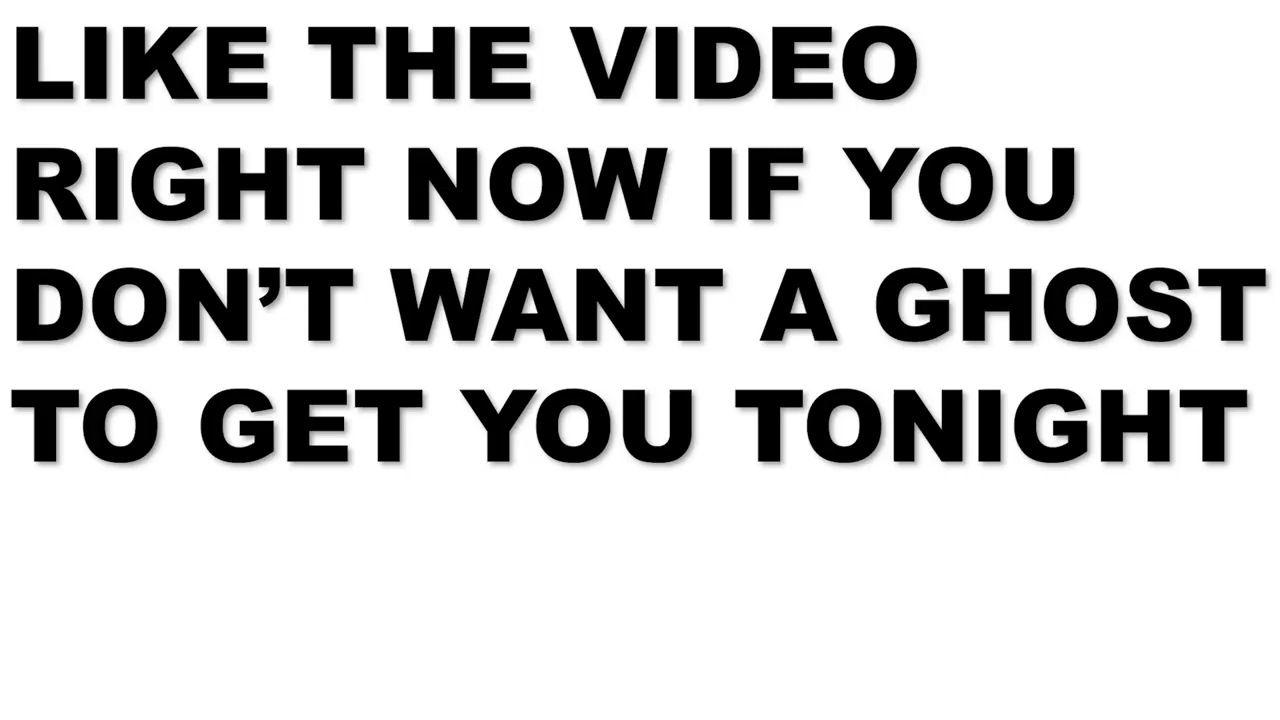 LIKE THE VIDEO
RIGHT NOW IF YOU
DON’T WANT A GHOST
TO GET YOU TONIGHT